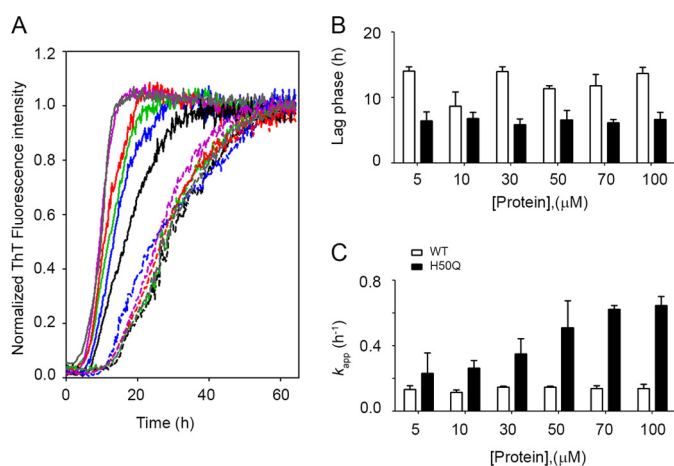 A
Normalized ThT Fluorescence intensity
1.2
1.0
0.8
0.6
0.4
0.2
0.0
0 20 40 60
Time (h)
B
Lag phase (h)
20
10
0
5 10 30 50 70 100
[Protein],(μM)
C
WT
H50Q
kapp (h⁻¹)
0.8
0.4
0.0
5 10 30 50 70 100
[Protein],(μM)